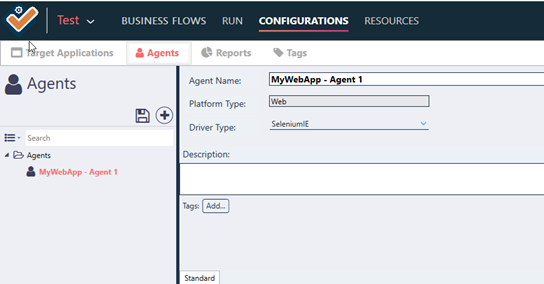 Test BUSINESS FLOWS RUN CONFIGURATIONS RESOURCES
Target Applications Agents Reports Tags
Agents
Search
Agents
MyWebApp - Agent 1
Agent Name: MyWebApp - Agent 1
Platform Type: Web
Driver Type: SeleniumIE
Description:
Tags: Add...
Standard